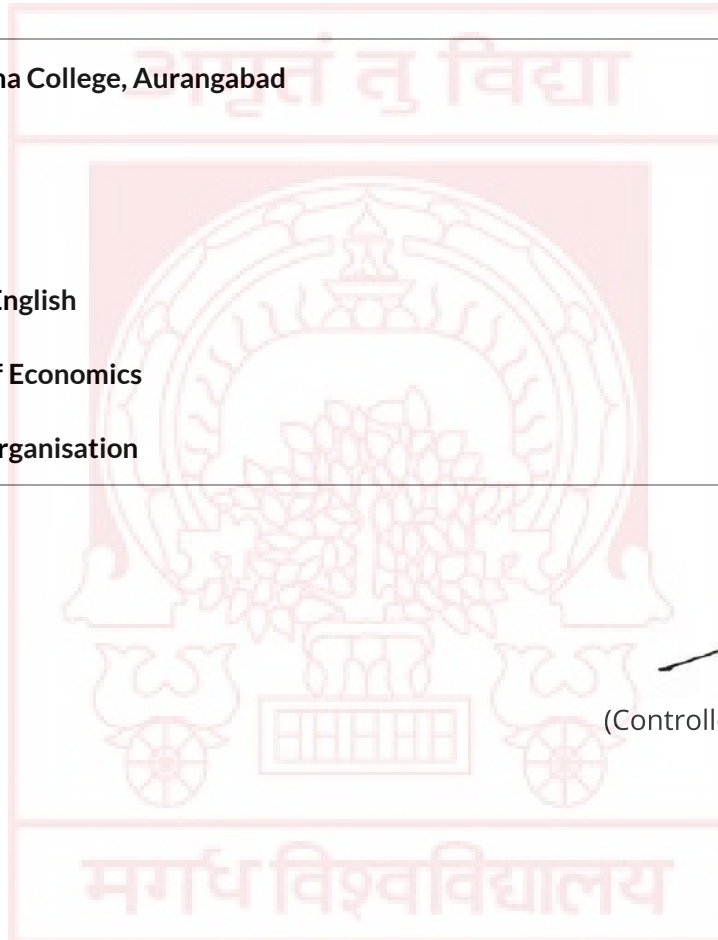 अमृतं तु विद्या
na College, Aurangabad
English
f Economics
rganisation
(Controll
मगध विश्वविद्यालय